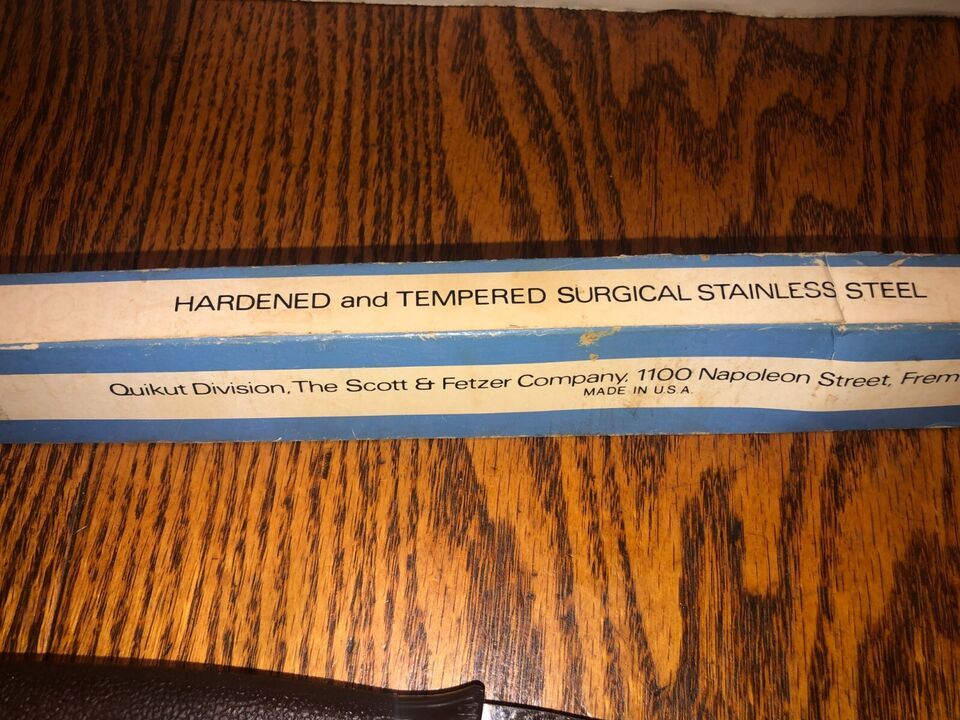 HARDENED and TEMPERED SURGICAL STAINLESS STEEL
Quikut Division, The Scott & Fetzer Company, 1100 Napoleon Street, Frem
MADE IN U.S.A.